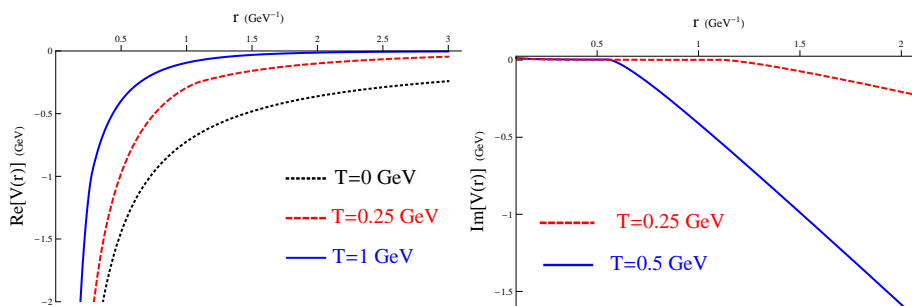 r (GeV⁻¹)
0.5 1 1.5 2 2.5 3
0
-0.5
-1
-1.5
-2
Re[V(r)] (GeV)
T=0 GeV
T=0.25 GeV
T=1 GeV
r (GeV⁻¹)
0.5 1 1.5 2
0
-0.5
-1
-1.5
Im[V(r)] (GeV)
T=0.25 GeV
T=0.5 GeV